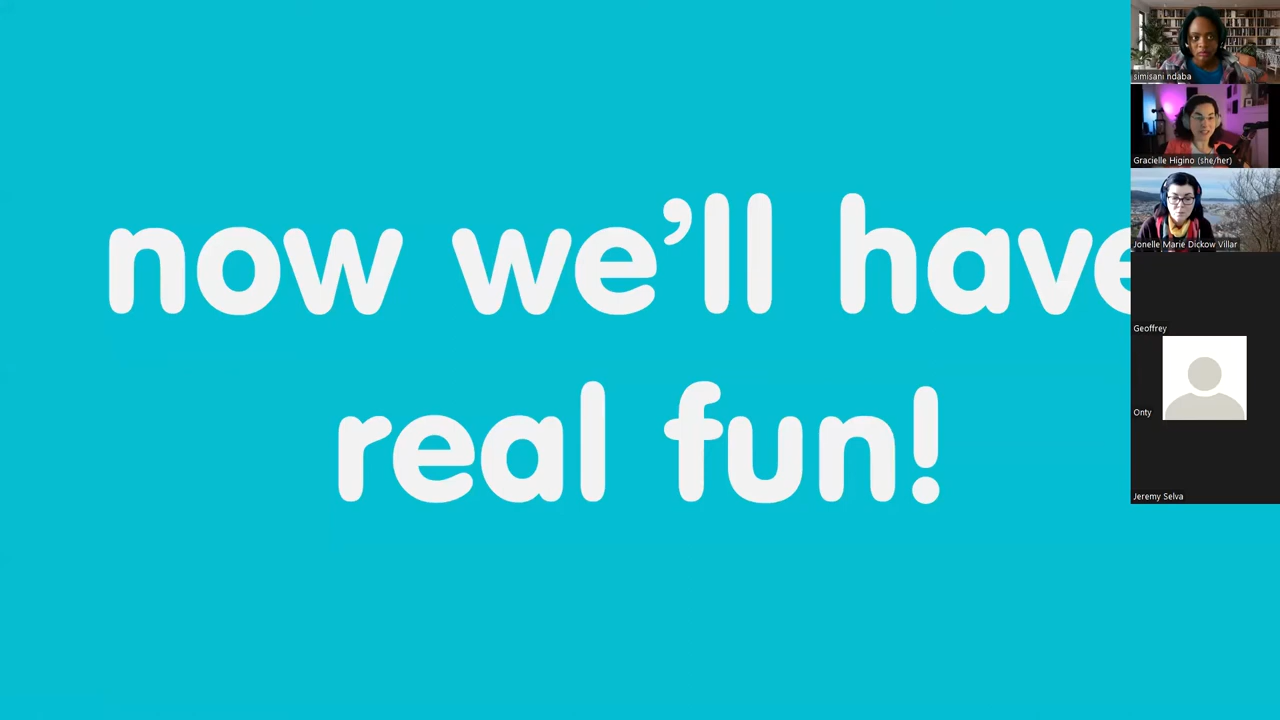 now we’ll have
real fun!
simisani ndaba
Gracielle Higino (she/her)
Jonelle Marie Dickow Villar
Geoffrey
Onty
Jeremy Selva